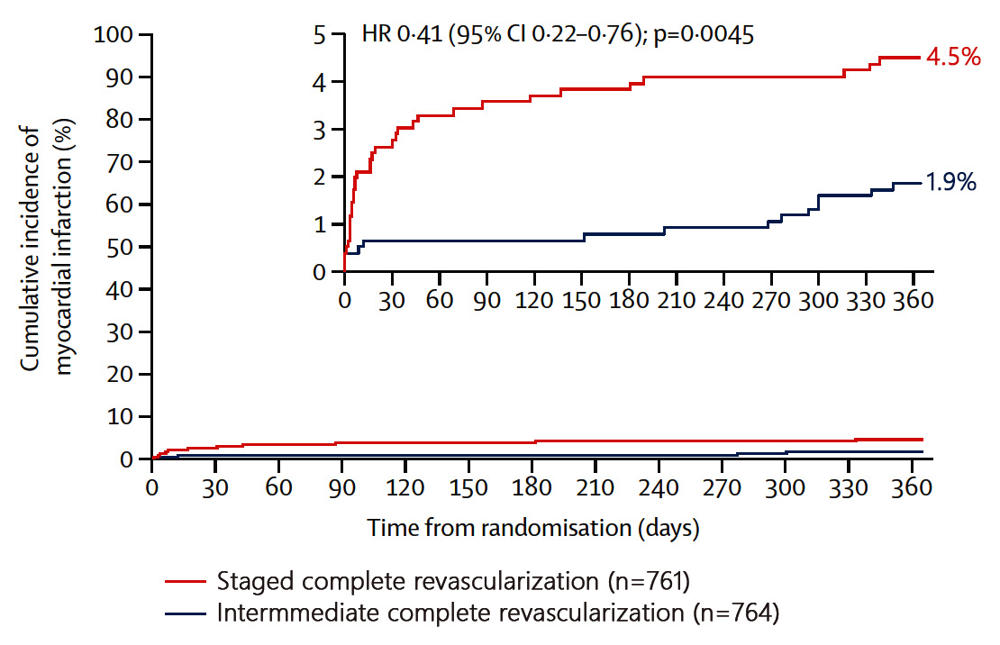 HR 0·41 (95% CI 0·22–0·76); p=0·0045
5
4
3
2
1
0
0 30 60 90 120 150 180 210 240 270 300 330 360
4.5%
1.9%
Cumulative incidence of
myocardial infarction (%)
100
90
80
70
60
50
40
30
20
10
0
0 30 60 90 120 150 180 210 240 270 300 330 360
Time from randomisation (days)
Staged complete revascularization (n=761)
Intermmediate complete revascularization (n=764)